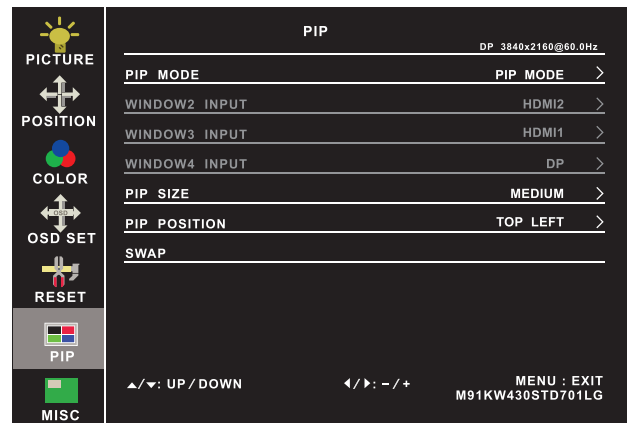 PICTURE
POSITION
COLOR
OSD
OSD SET
RESET
PIP
MISC
PIP
DP 3840x2160@60.0Hz
PIP MODE PIP MODE >
WINDOW2 INPUT HDMI2 >
WINDOW3 INPUT HDMI1 >
WINDOW4 INPUT DP >
PIP SIZE MEDIUM >
PIP POSITION TOP LEFT >
SWAP
▲/▼: UP / DOWN ◀/▶: – / + MENU : EXIT
M91KW430STD701LG